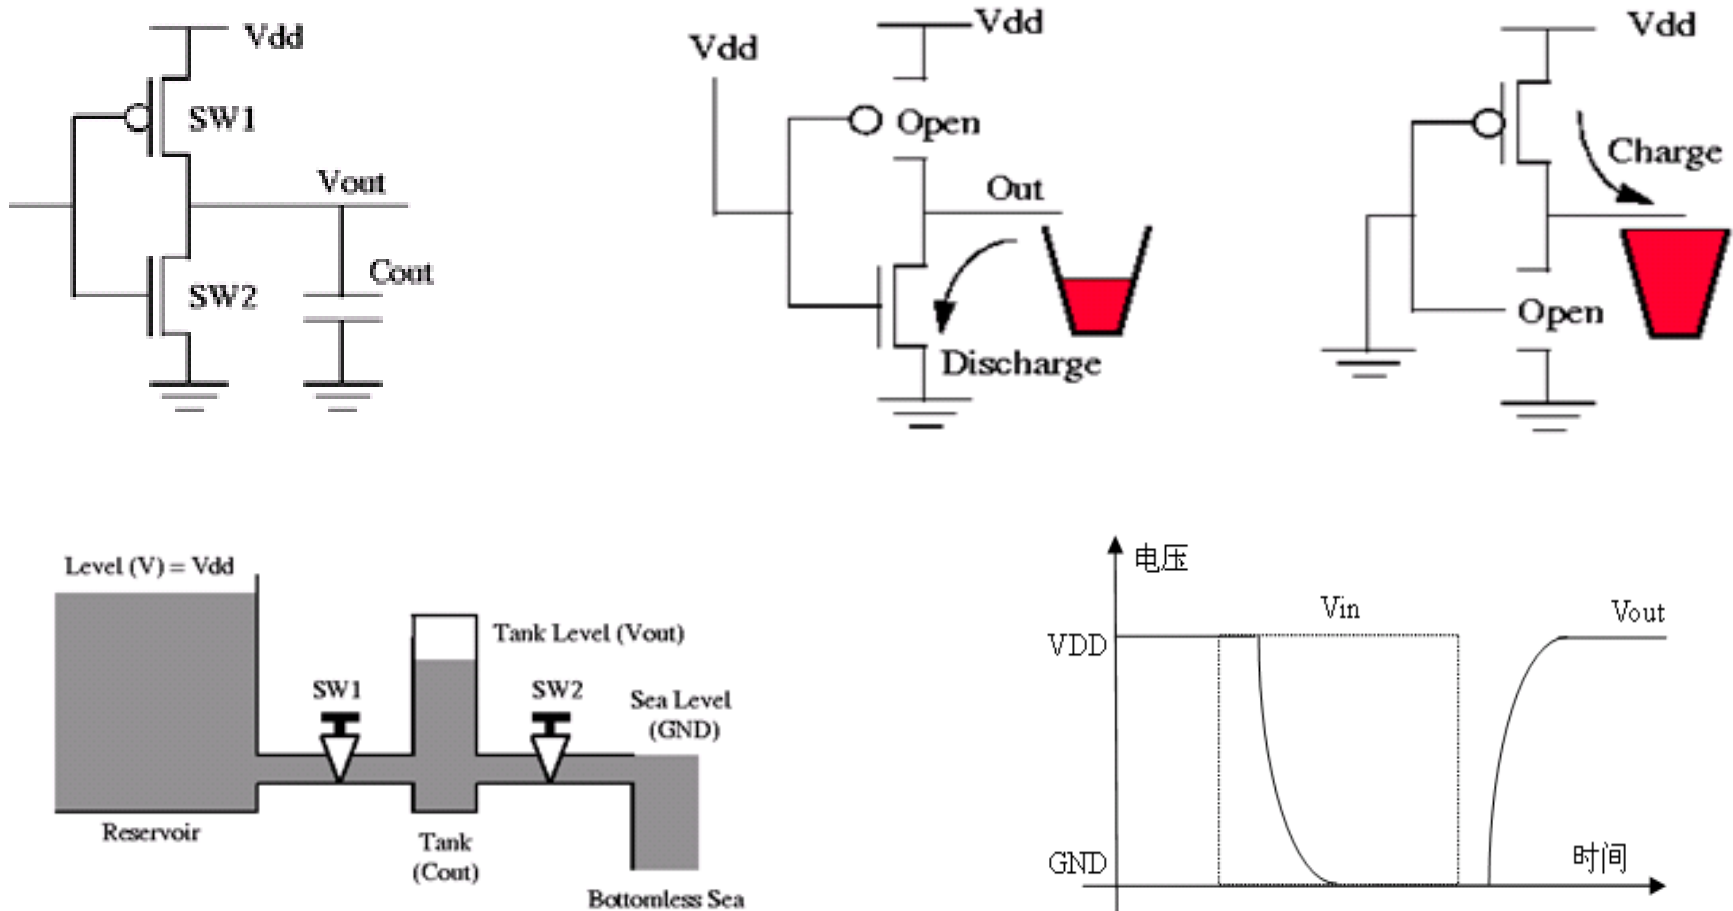 Vdd
SW1
Vout
Cout
SW2
Vdd
Vdd
Open
Out
Discharge
Vdd
Charge
Open
Level (V) = Vdd
Tank Level (Vout)
SW1
SW2
Sea Level
(GND)
Reservoir
Tank
(Cout)
Bottomless Sea
电压
Vin
Vout
VDD
GND
时间